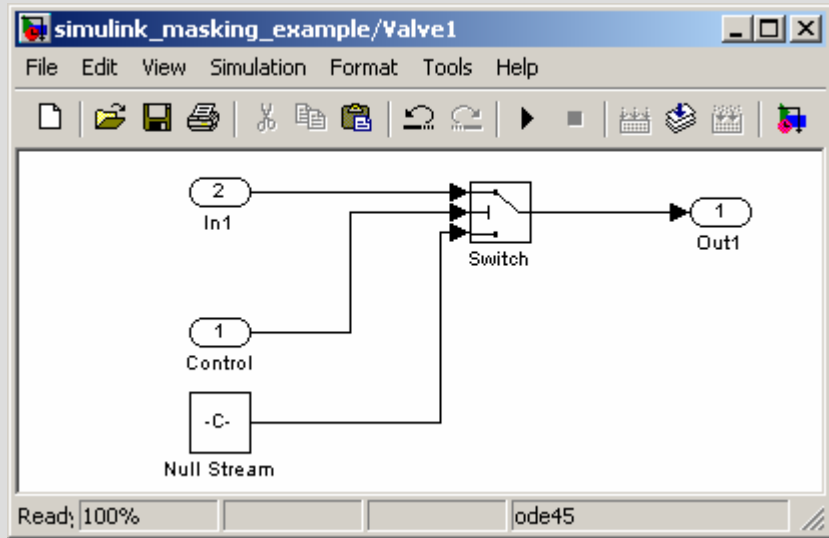 simulink_masking_example/Valve1
File Edit View Simulation Format Tools Help
2
In1
Switch
1
Out1
1
Control
-C-
Null Stream
Ready 100% ode45